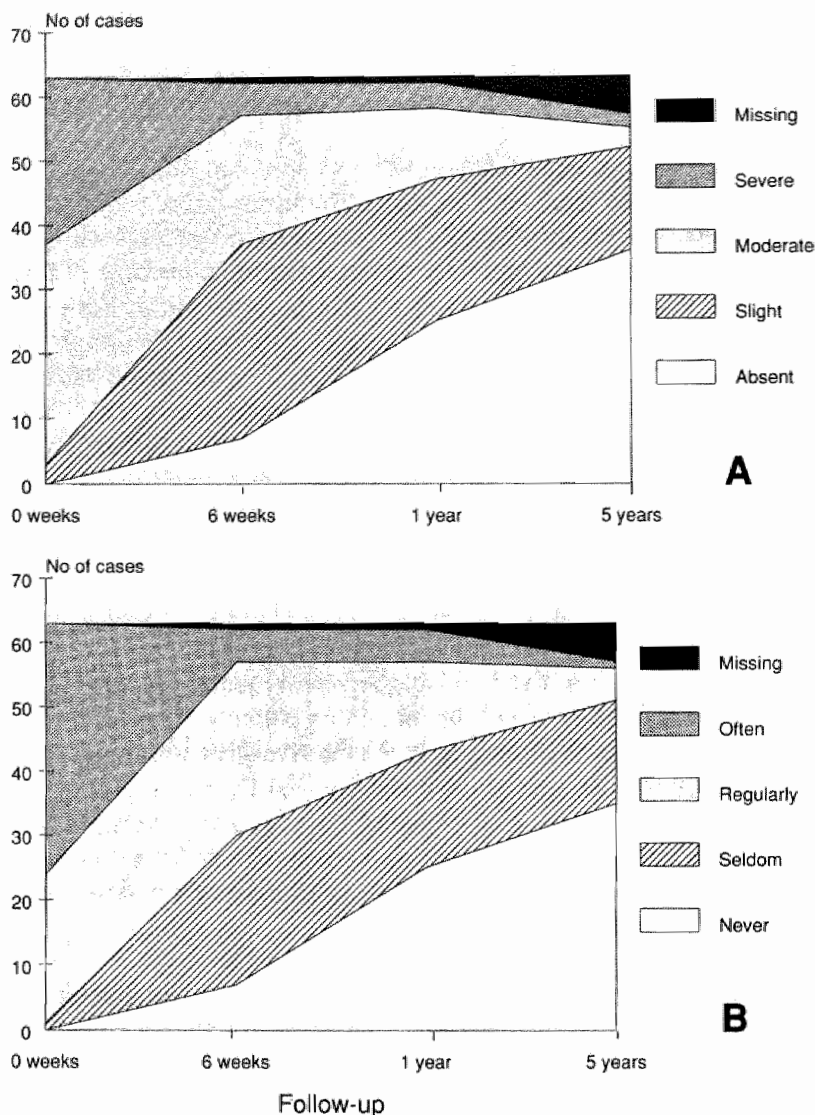 No of cases
70
60
50
40
30
20
10
0
0 weeks 6 weeks 1 year 5 years
Missing
Severe
Moderate
Slight
Absent
A
No of cases
70
60
50
40
30
20
10
0
0 weeks 6 weeks 1 year 5 years
Follow-up
Missing
Often
Regularly
Seldom
Never
B